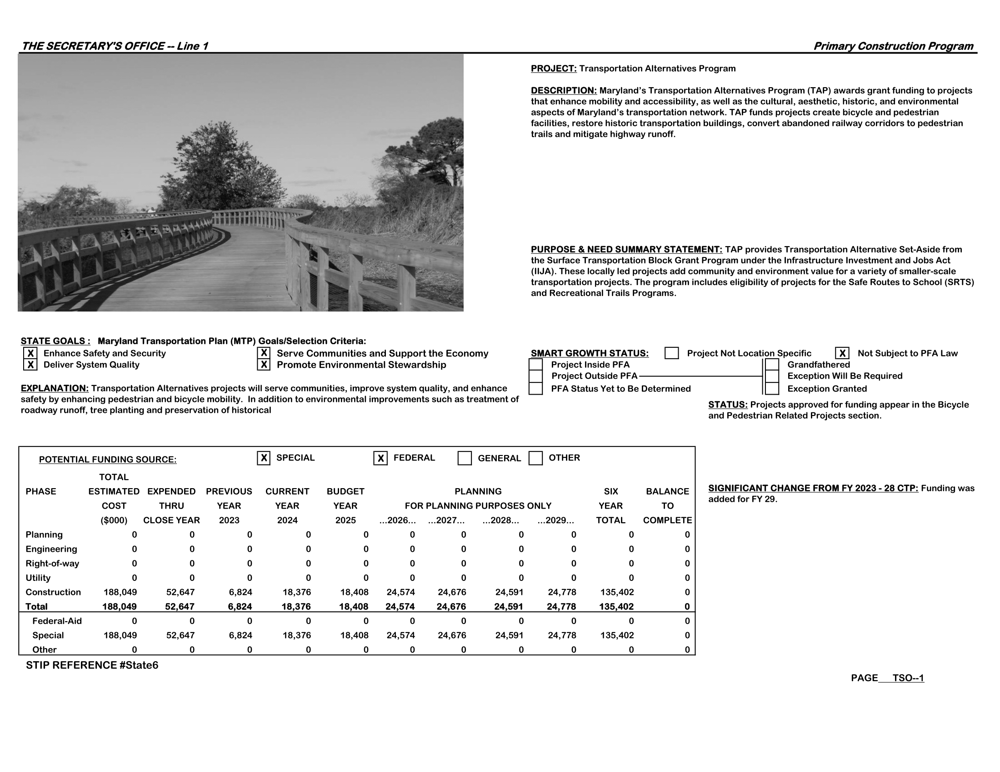 THE SECRETARY'S OFFICE -- Line 1
Primary Construction Program
PROJECT: Transportation Alternatives Program
DESCRIPTION: Maryland’s Transportation Alternatives Program (TAP) awards grant funding to projects
that enhance mobility and accessibility, as well as the cultural, aesthetic, historic, and environmental
aspects of Maryland’s transportation network. TAP funds projects create bicycle and pedestrian
facilities, restore historic transportation buildings, convert abandoned railway corridors to pedestrian
trails and mitigate highway runoff.
PURPOSE & NEED SUMMARY STATEMENT: TAP provides Transportation Alternative Set-Aside from
the Surface Transportation Block Grant Program under the Infrastructure Investment and Jobs Act
(IIJA). These locally led projects add community and environment value for a variety of smaller-scale
transportation projects. The program includes eligibility of projects for the Safe Routes to School (SRTS)
and Recreational Trails Programs.
STATE GOALS : Maryland Transportation Plan (MTP) Goals/Selection Criteria:
X Enhance Safety and Security X Serve Communities and Support the Economy
X Deliver System Quality X Promote Environmental Stewardship
EXPLANATION: Transportation Alternatives projects will serve communities, improve system quality, and enhance
safety by enhancing pedestrian and bicycle mobility. In addition to environmental improvements such as treatment of
roadway runoff, tree planting and preservation of historical
SMART GROWTH STATUS: Project Not Location Specific X Not Subject to PFA Law
Project Inside PFA Grandfathered
Project Outside PFA Exception Will Be Required
PFA Status Yet to Be Determined Exception Granted
STATUS: Projects approved for funding appear in the Bicycle
and Pedestrian Related Projects section.
POTENTIAL FUNDING SOURCE: X SPECIAL X FEDERAL GENERAL OTHER
TOTAL
PHASE ESTIMATED EXPENDED PREVIOUS CURRENT BUDGET PLANNING SIX BALANCE
COST THRU YEAR YEAR YEAR FOR PLANNING PURPOSES ONLY YEAR TO
($000) CLOSE YEAR 2023 2024 2025 ...2026... ...2027... ...2028... ...2029... TOTAL COMPLETE
Planning 0 0 0 0 0 0 0 0 0 0 0
Engineering 0 0 0 0 0 0 0 0 0 0 0
Right-of-way 0 0 0 0 0 0 0 0 0 0 0
Utility 0 0 0 0 0 0 0 0 0 0 0
Construction 188,049 52,647 6,824 18,376 18,408 24,574 24,676 24,591 24,778 135,402 0
Total 188,049 52,647 6,824 18,376 18,408 24,574 24,676 24,591 24,778 135,402 0
Federal-Aid 0 0 0 0 0 0 0 0 0 0 0
Special 188,049 52,647 6,824 18,376 18,408 24,574 24,676 24,591 24,778 135,402 0
Other 0 0 0 0 0 0 0 0 0 0 0
SIGNIFICANT CHANGE FROM FY 2023 - 28 CTP: Funding was
added for FY 29.
STIP REFERENCE #State6
PAGE TSO--1